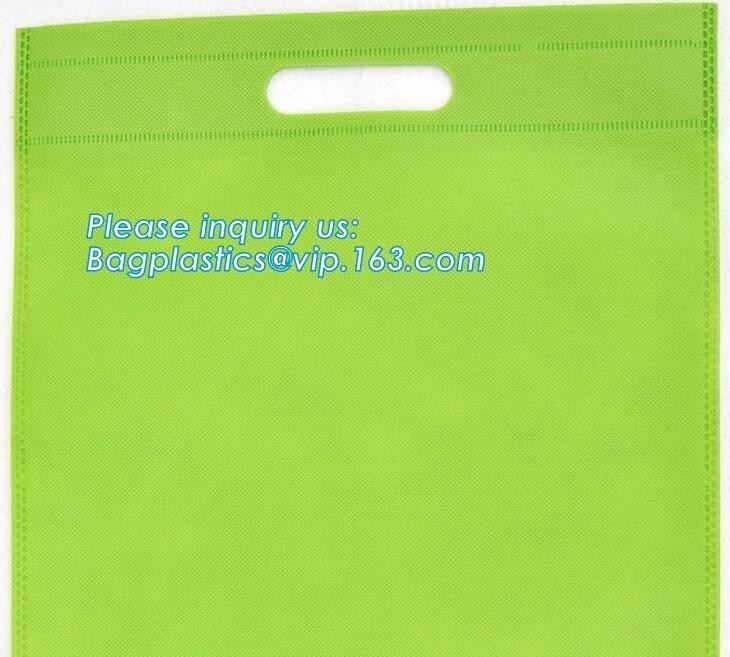 Please inquiry us:
Bagplastics@vip.163.com